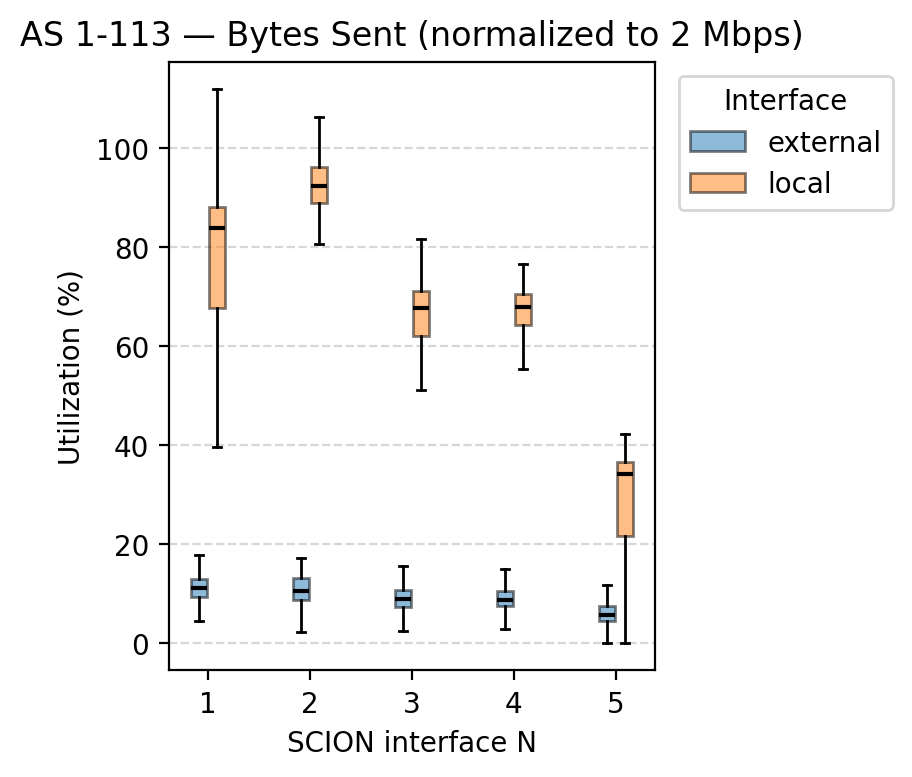 AS 1-113 — Bytes Sent (normalized to 2 Mbps)
Interface
external
local
Utilization (%)
100
80
60
40
20
0
1 2 3 4 5
SCION interface N